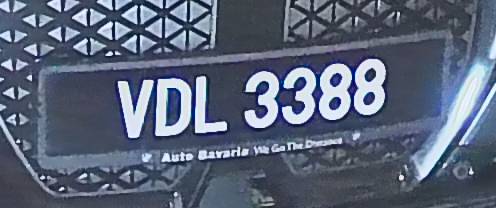 VDL 3388
Auto Bavaria We Go The Distance